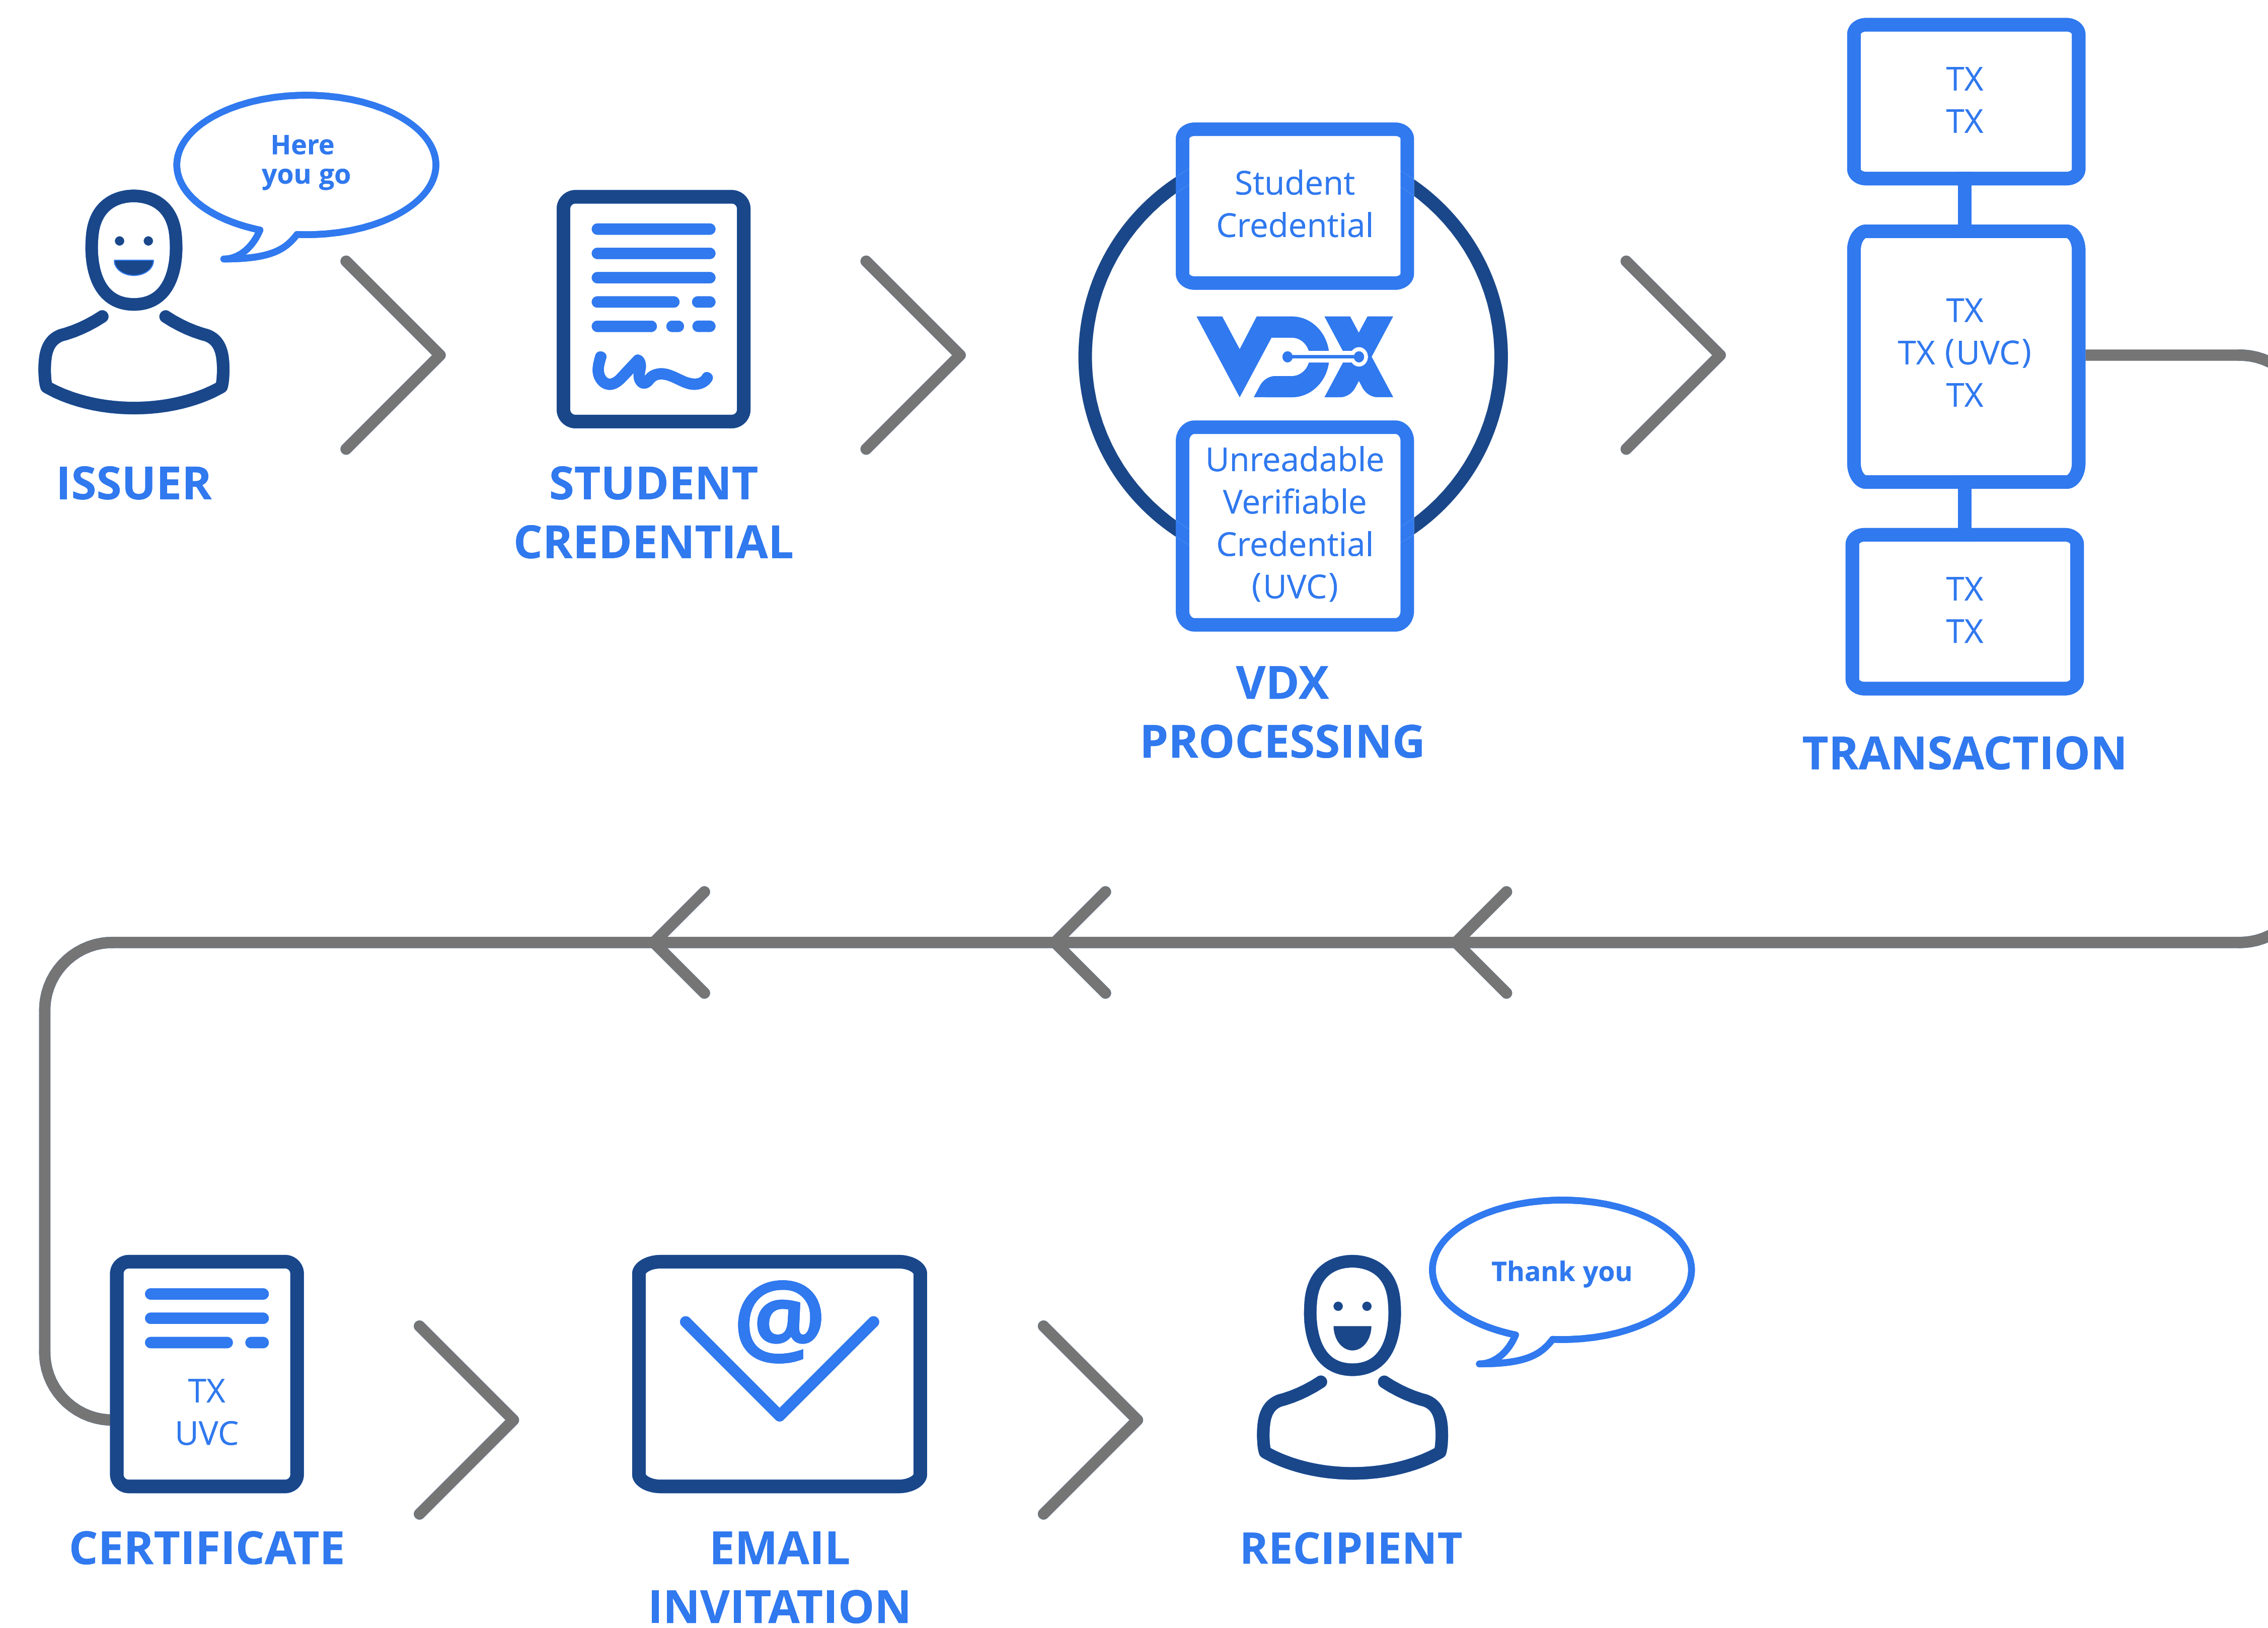 Here
you go
ISSUER
STUDENT
CREDENTIAL
Student
Credential
VDX
Unreadable
Verifiable
Credential
(UVC)
VDX
PROCESSING
TX
TX
TX
TX (UVC)
TX
TX
TX
TRANSACTION
TX
UVC
CERTIFICATE
@
EMAIL
INVITATION
Thank you
RECIPIENT